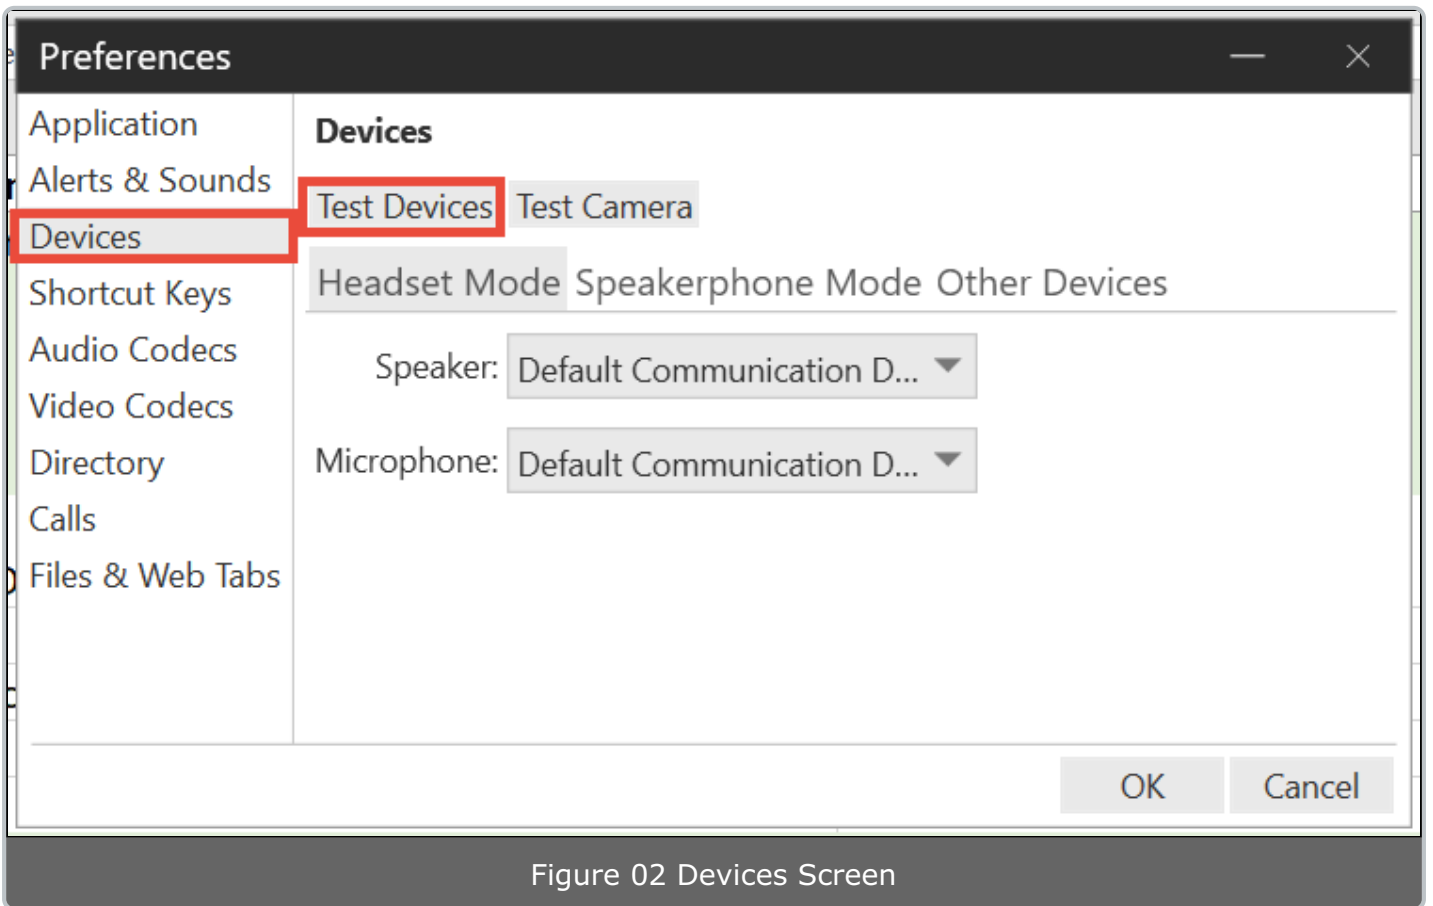 Preferences
Application
Alerts & Sounds
Devices
Shortcut Keys
Audio Codecs
Video Codecs
Directory
Calls
Files & Web Tabs
Devices
Test Devices Test Camera
Headset Mode Speakerphone Mode Other Devices
Speaker: Default Communication D...
Microphone: Default Communication D...
OK Cancel
Figure 02 Devices Screen